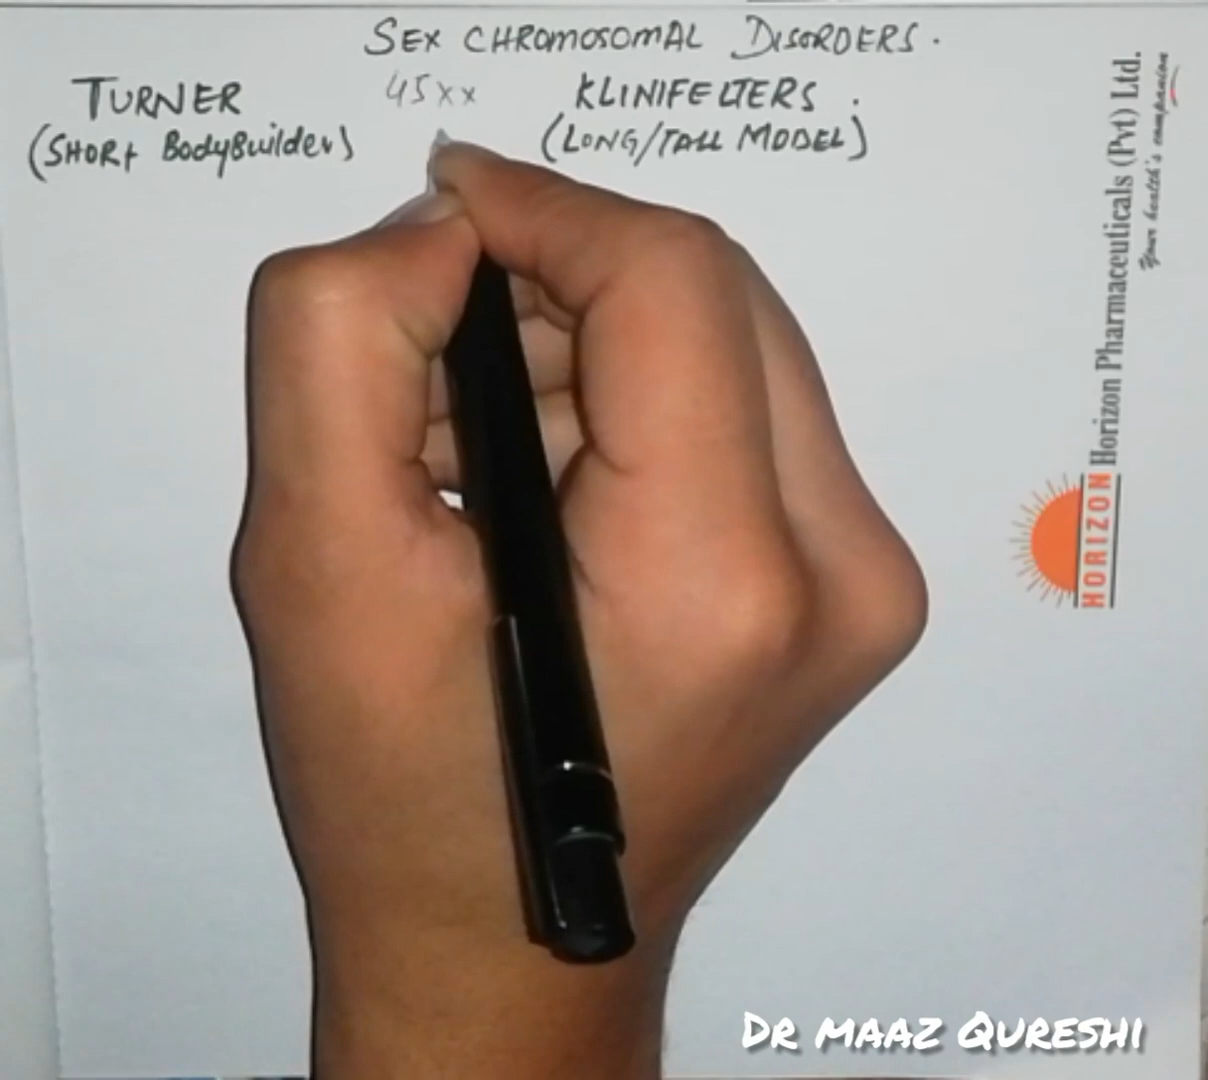 SEX CHROMOSOMAL DISORDERS.
TURNER
(SHORT BodyBuilder)
45xx
KLINIFELTERS.
(LONG/TALL MODEL)
HORIZON Horizon Pharmaceuticals (Pvt) Ltd.
Your health's companion
DR MAAZ QURESHI